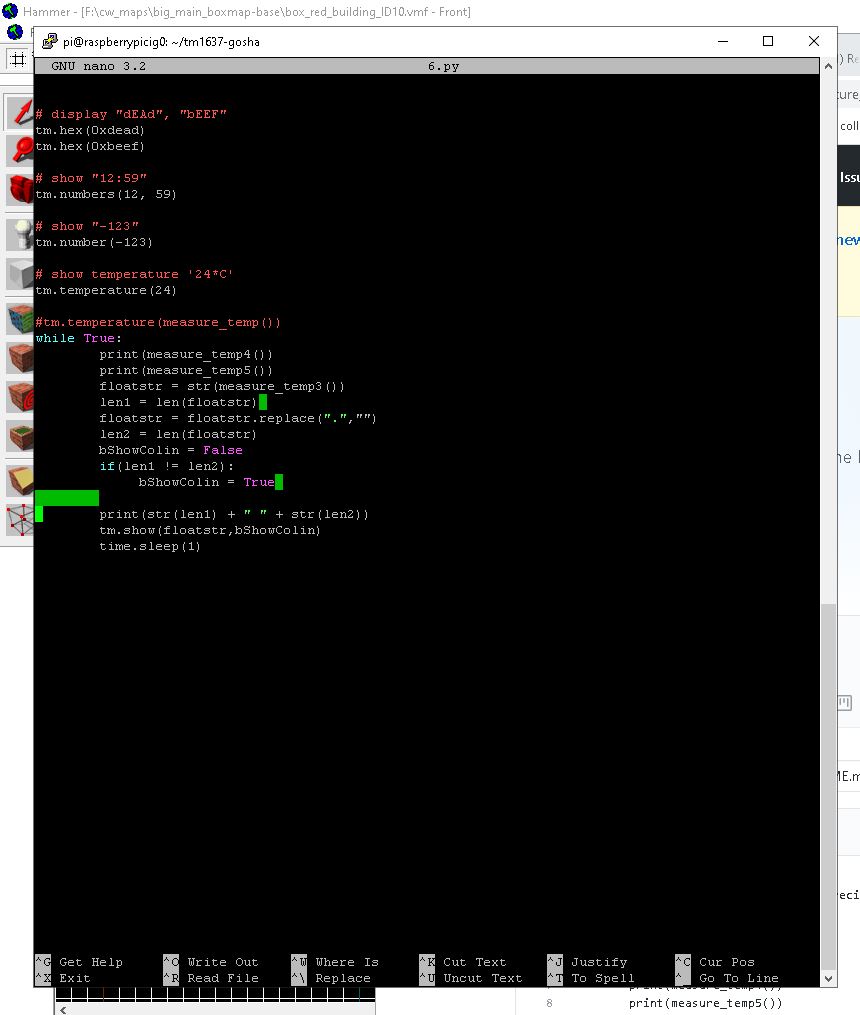 Hammer - [F:\cw_maps\big_main_boxmap-base\box_red_building_ID10.vmf - Front]
pi@raspberrypicig0: ~/tm1637-gosha
GNU nano 3.2 6.py
# display "dEAd", "bEEF"
tm.hex(0xdead)
tm.hex(0xbeef)
# show "12:59"
tm.numbers(12, 59)
# show "-123"
tm.number(-123)
# show temperature '24*C'
tm.temperature(24)
#tm.temperature(measure_temp())
while True:
print(measure_temp4())
print(measure_temp5())
floatstr = str(measure_temp3())
len1 = len(floatstr)
floatstr = floatstr.replace(".","")
len2 = len(floatstr)
bShowColin = False
if(len1 != len2):
bShowColin = True
print(str(len1) + " " + str(len2))
tm.show(floatstr,bShowColin)
time.sleep(1)
^G Get Help ^O Write Out ^W Where Is ^K Cut Text ^J Justify ^C Cur Pos
^X Exit ^R Read File ^\ Replace ^U Uncut Text ^T To Spell ^_ Go To Line
) Re
ture_
coll
Issu
new
ne l
ME.m
reci
8 print(measure_temp5())